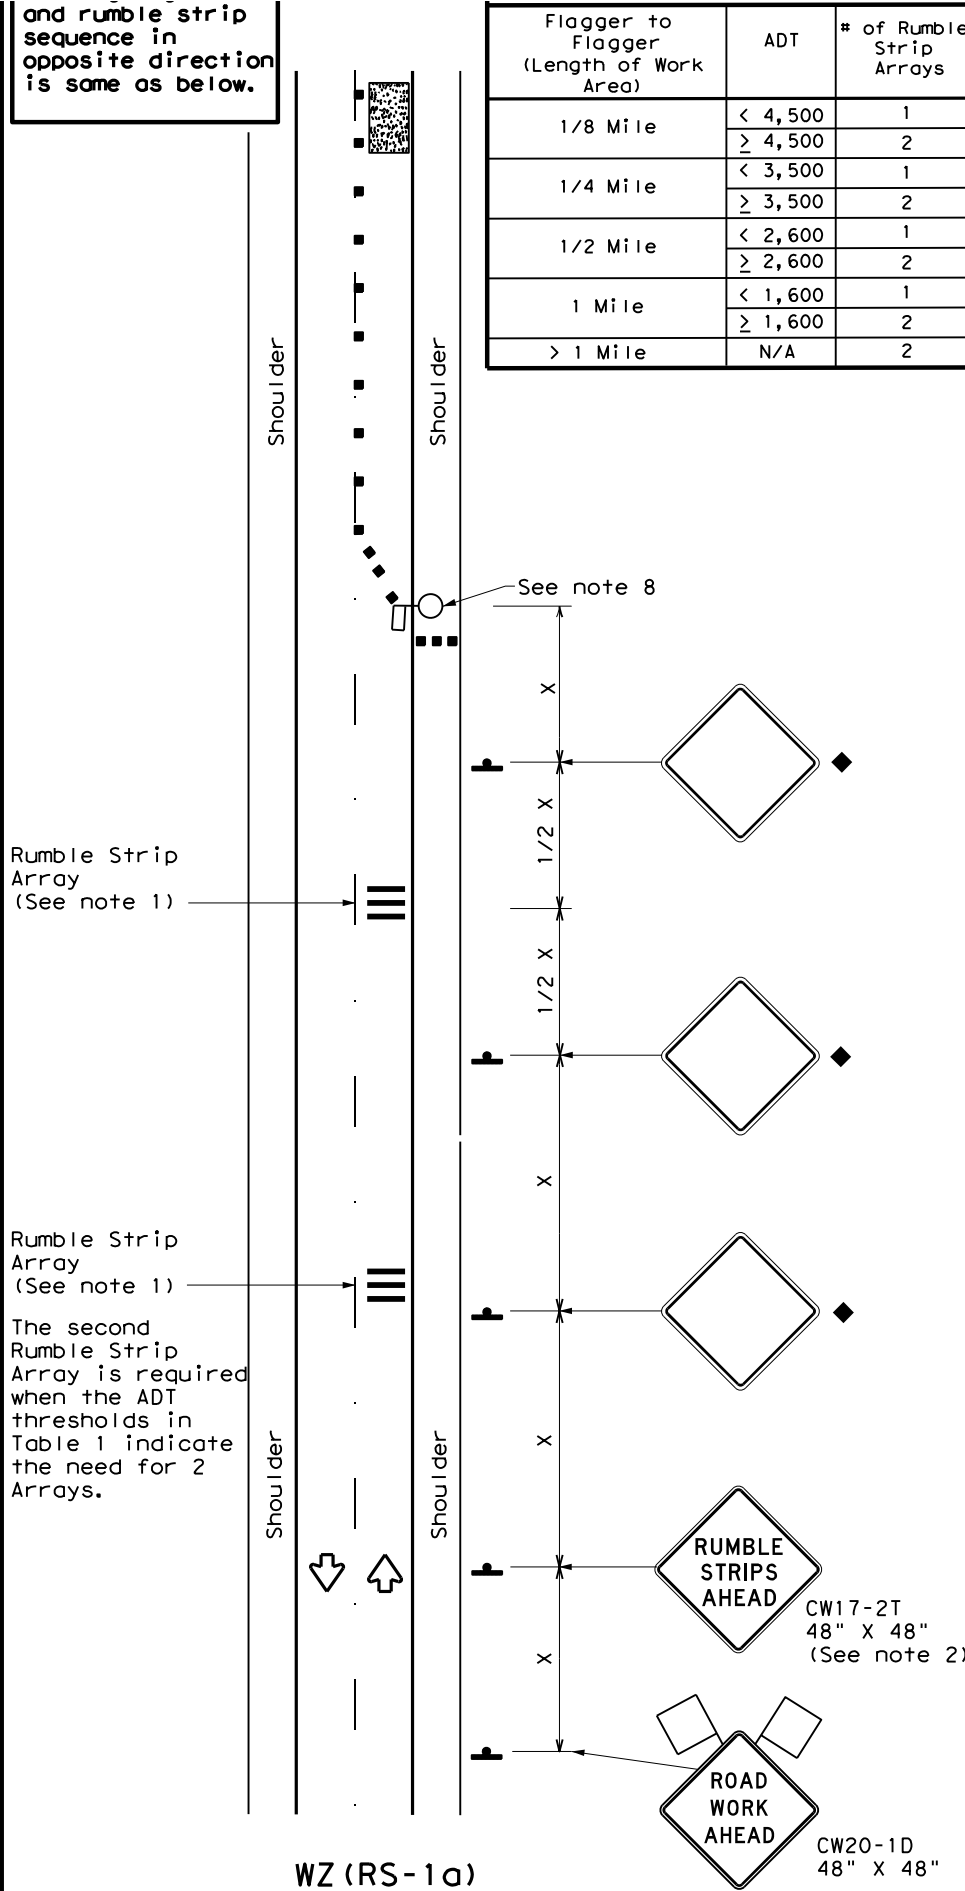 and rumble strip
sequence in
opposite direction
is same as below.
Flagger to
Flagger
(Length of Work
Area)
ADT
# of Rumble
Strip
Arrays
1/8 Mile
< 4,500
1
≥ 4,500
2
1/4 Mile
< 3,500
1
≥ 3,500
2
1/2 Mile
< 2,600
1
≥ 2,600
2
1 Mile
< 1,600
1
≥ 1,600
2
> 1 Mile
N/A
2
Shoulder
Shoulder
See note 8
X
1/2 X
Rumble Strip
Array
(See note 1)
1/2 X
X
Rumble Strip
Array
(See note 1)
The second
Rumble Strip
Array is required
when the ADT
thresholds in
Table 1 indicate
the need for 2
Arrays.
Shoulder
Shoulder
X
RUMBLE
STRIPS
AHEAD
CW17-2T
48" X 48"
(See note 2)
X
ROAD
WORK
AHEAD
CW20-1D
48" X 48"
WZ(RS-1a)